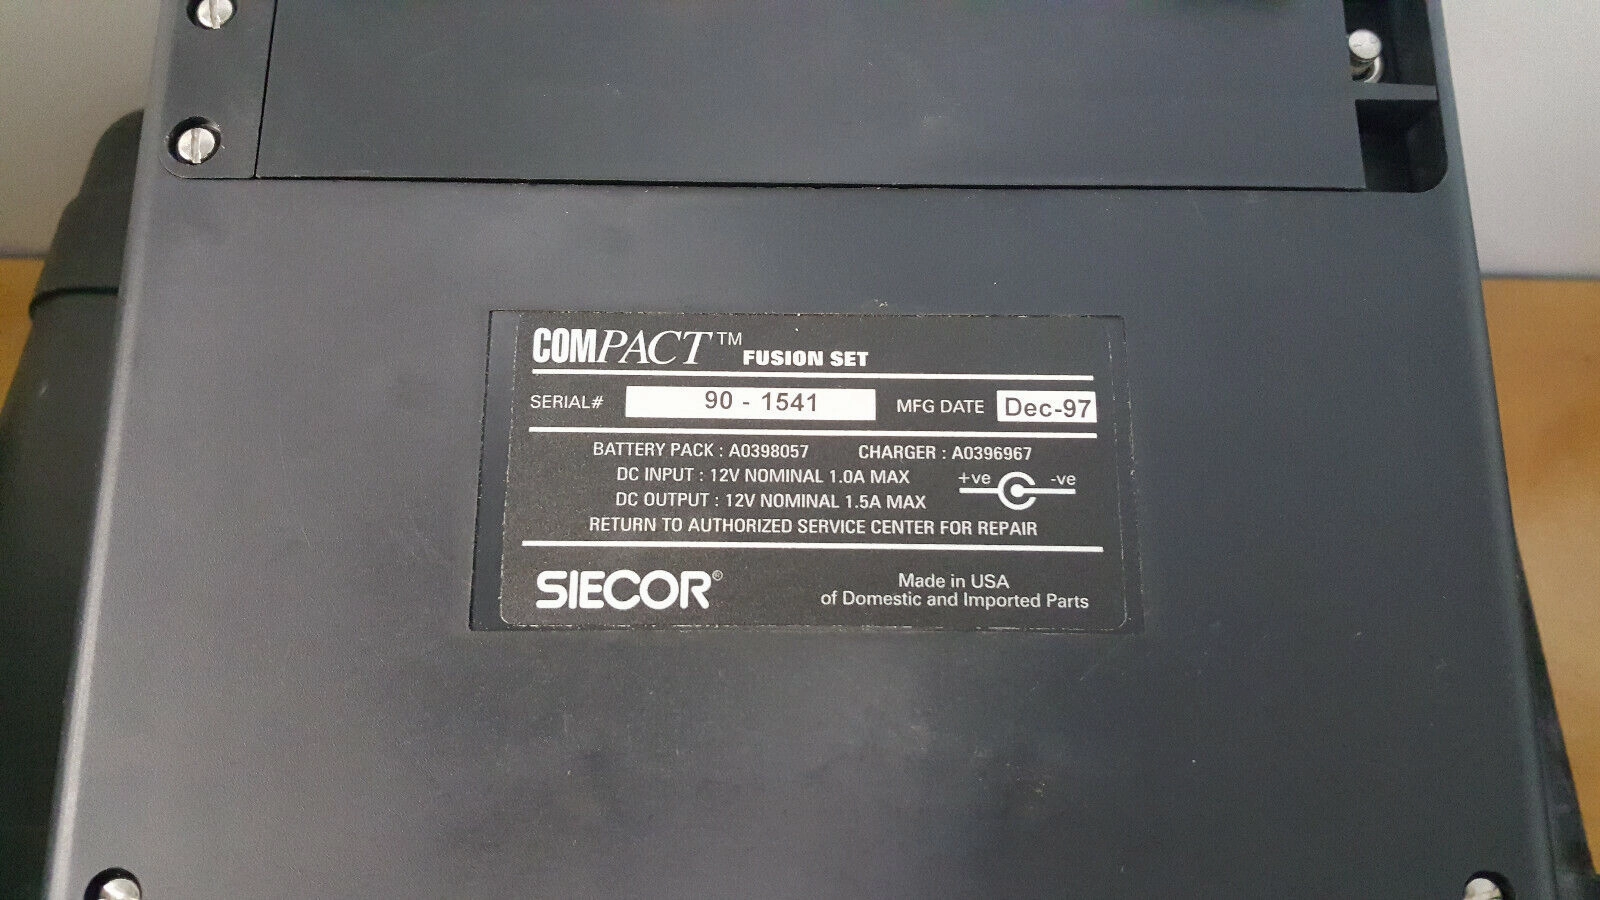 COMPACT™ FUSION SET
SERIAL# 90 - 1541 MFG DATE Dec-97
BATTERY PACK : A0398057 CHARGER : A0396967
DC INPUT : 12V NOMINAL 1.0A MAX +ve -ve
DC OUTPUT : 12V NOMINAL 1.5A MAX
RETURN TO AUTHORIZED SERVICE CENTER FOR REPAIR
SIECOR® Made in USA
of Domestic and Imported Parts